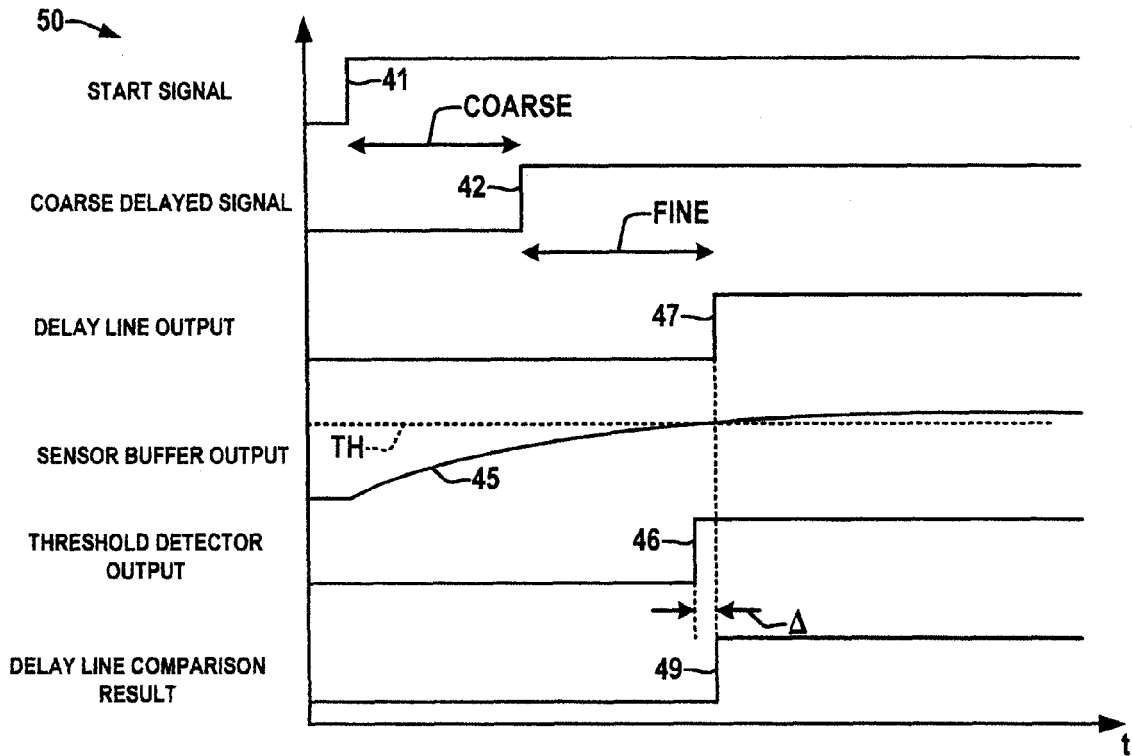 50
START SIGNAL
41
COARSE
COARSE DELAYED SIGNAL
42
FINE
DELAY LINE OUTPUT
47
SENSOR BUFFER OUTPUT
TH
45
THRESHOLD DETECTOR
OUTPUT
46
Δ
DELAY LINE COMPARISON
RESULT
49
t